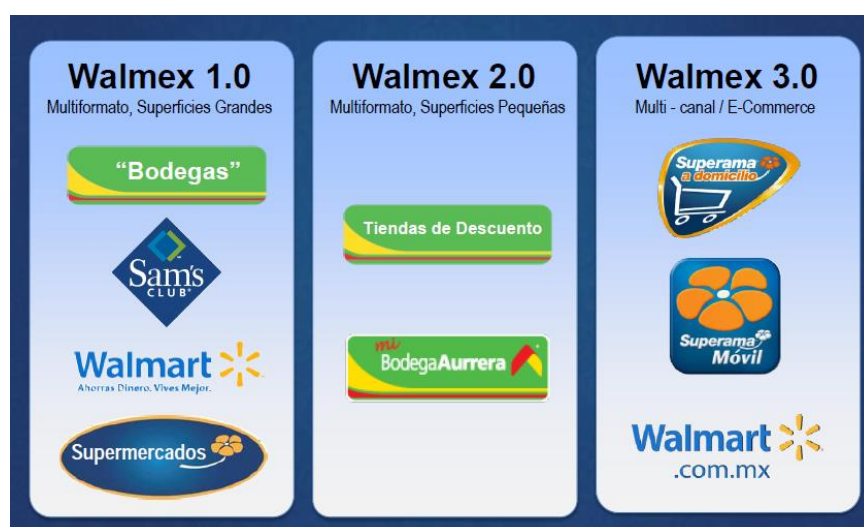 Walmex 1.0
Multiformato, Superficies Grandes
“Bodegas”
Sam's
CLUB
Walmart
Ahorras Dinero. Vives Mejor.
Supermercados
Walmex 2.0
Multiformato, Superficies Pequeñas
Tiendas de Descuento
mi
BodegaAurrera
Walmex 3.0
Multi - canal / E-Commerce
Superama
a domicilio
Superama
Móvil
Walmart
.com.mx